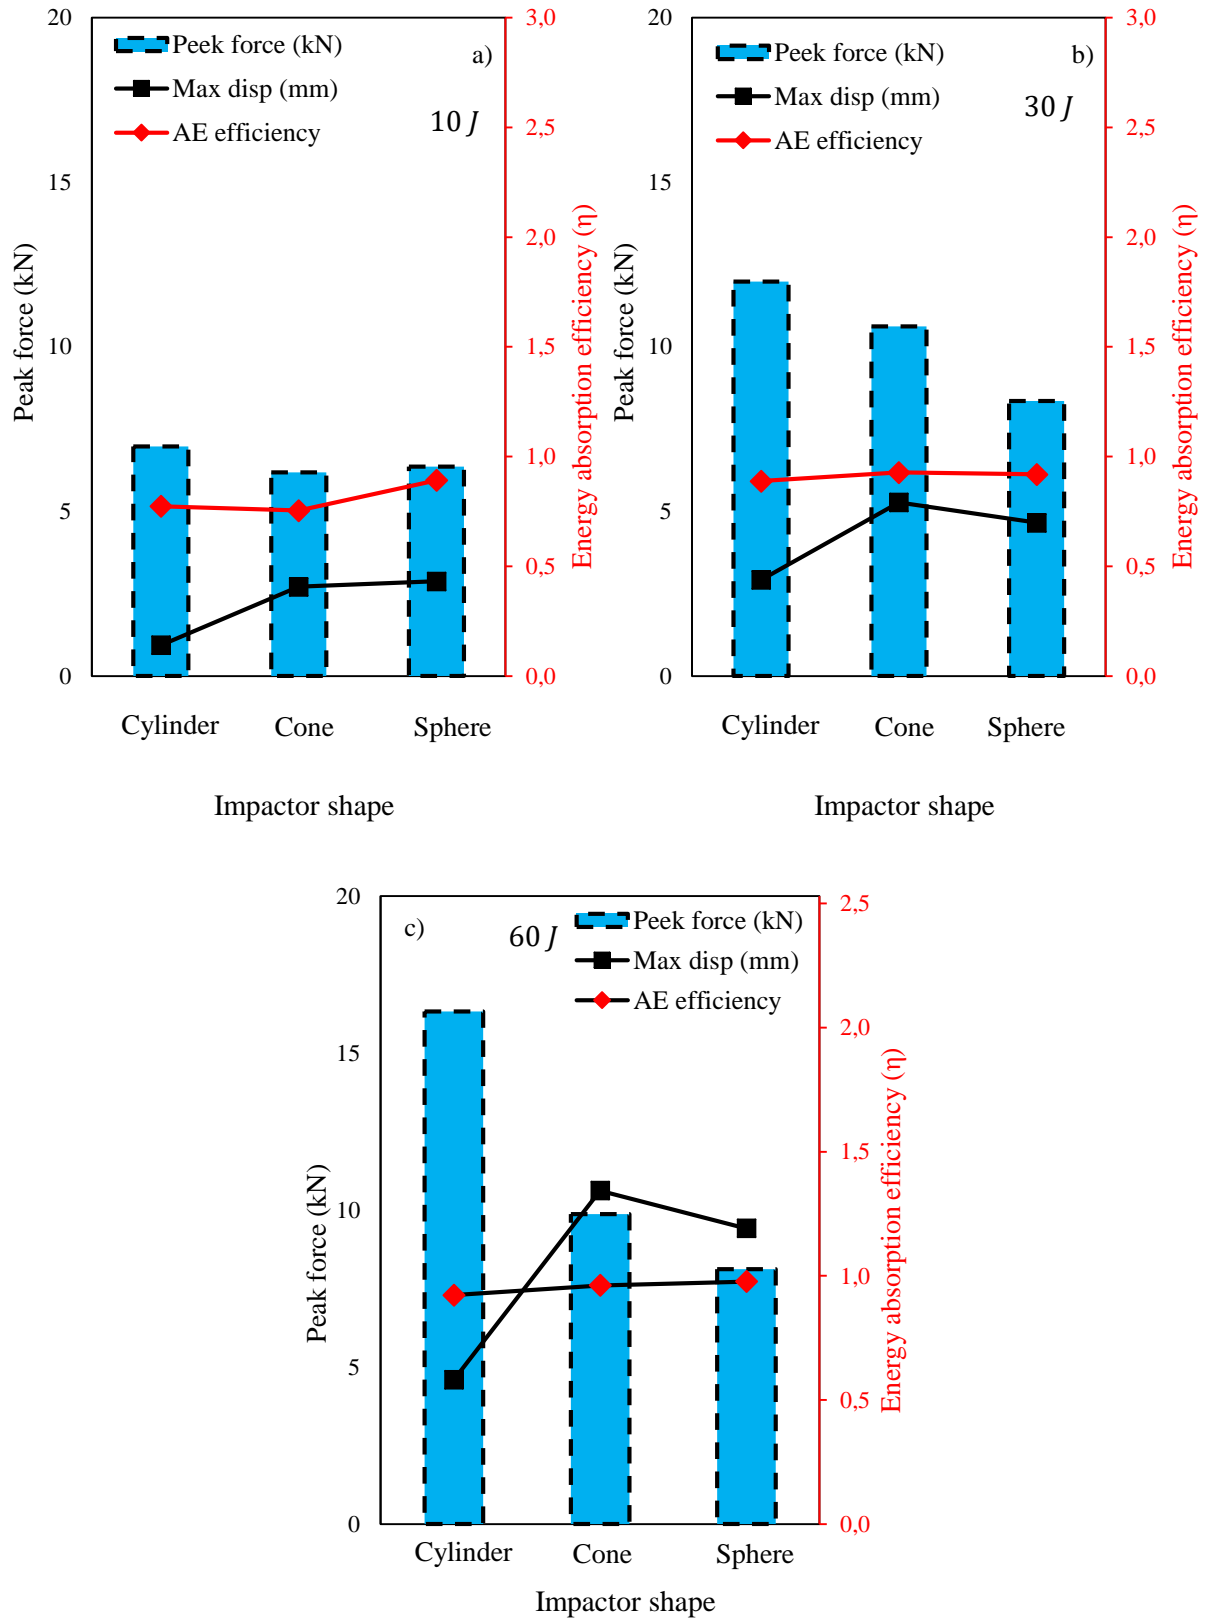 20
15
10
5
0
Peak force (kN)
Peek force (kN)
Max disp (mm)
AE efficiency
a)
10 J
3,0
2,5
2,0
1,5
1,0
0,5
0,0
Energy absorption efficiency (η)
Cylinder
Cone
Sphere
Impactor shape
20
15
10
5
0
Peak force (kN)
Peek force (kN)
Max disp (mm)
AE efficiency
b)
30 J
3,0
2,5
2,0
1,5
1,0
0,5
0,0
Energy absorption efficiency (η)
Cylinder
Cone
Sphere
Impactor shape
20
15
10
5
0
Peak force (kN)
c)
60 J
Peek force (kN)
Max disp (mm)
AE efficiency
2,5
2,0
1,5
1,0
0,5
0,0
Energy absorption efficiency (η)
Cylinder
Cone
Sphere
Impactor shape